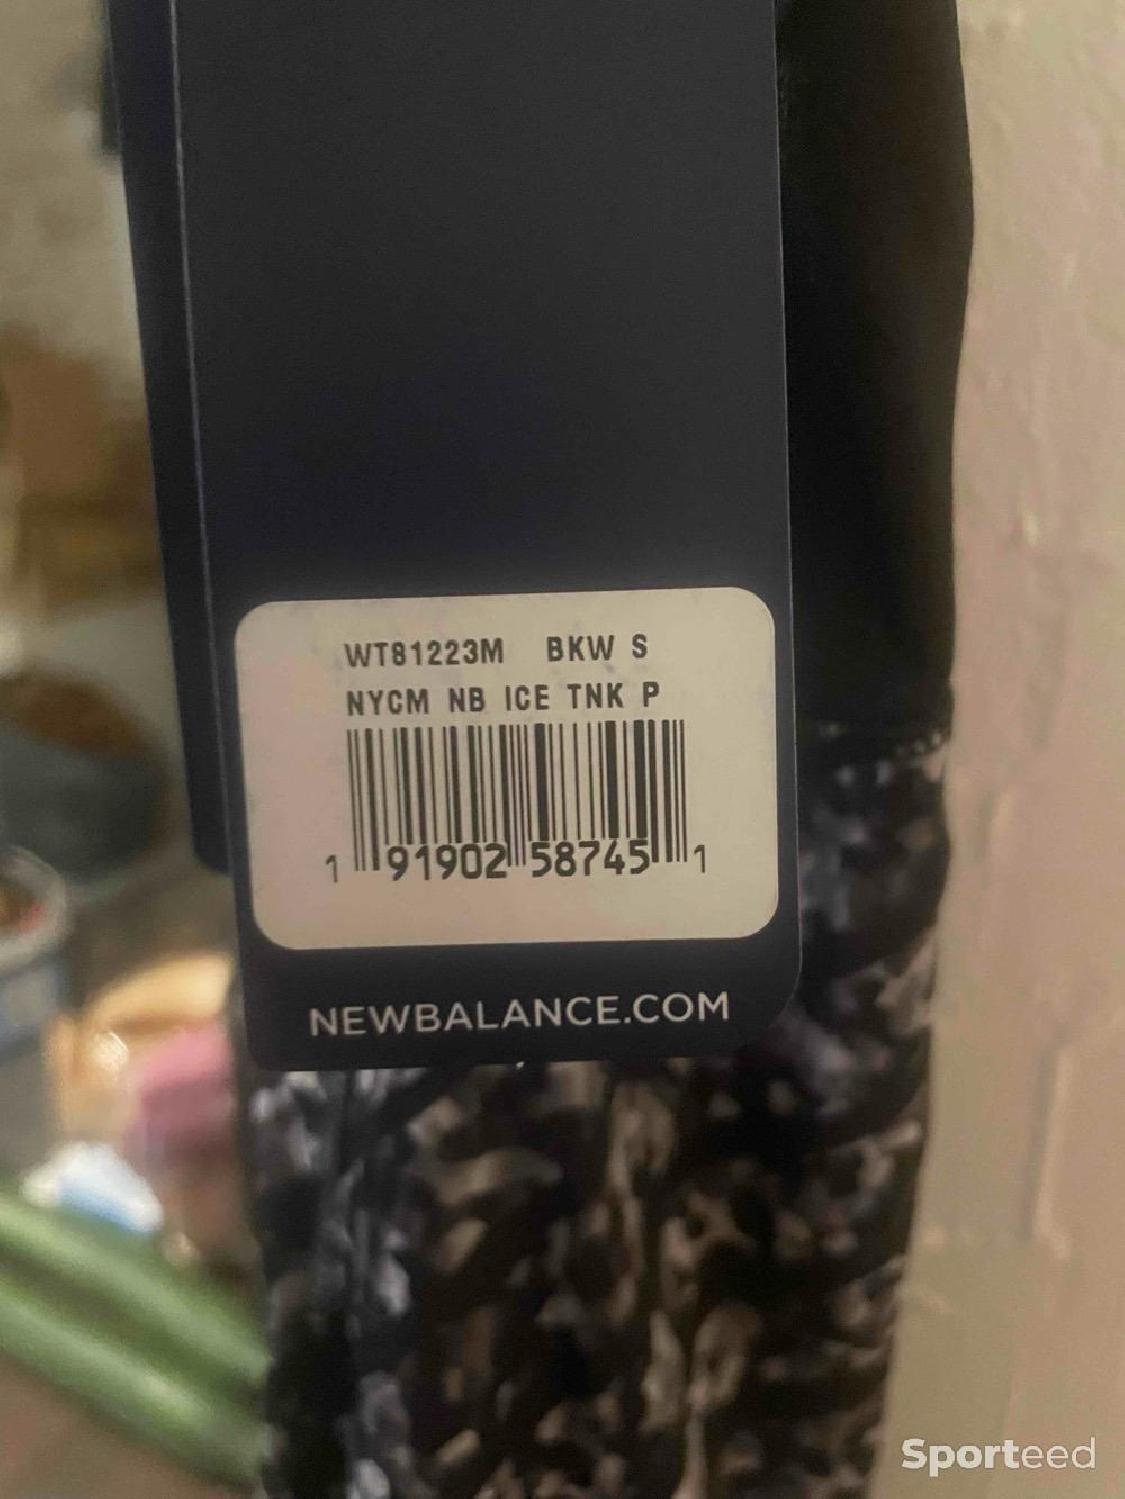 WT81223M BKW S
NYCM NB ICE TNK P
1 91902 58745 1
NEWBALANCE.COM
Sporteed